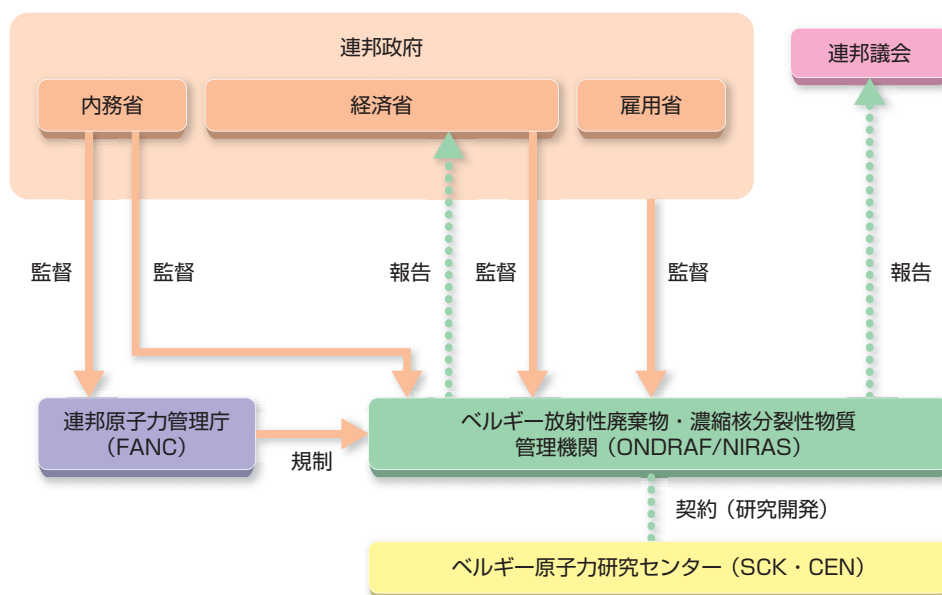 連邦政府
連邦議会
内務省
経済省
雇用省
監督
監督
報告
監督
監督
報告
連邦原子力管理庁
（FANC）
規制
ベルギー放射性廃棄物・濃縮核分裂性物質
管理機関（ONDRAF/NIRAS）
契約（研究開発）
ベルギー原子力研究センター（SCK・CEN）